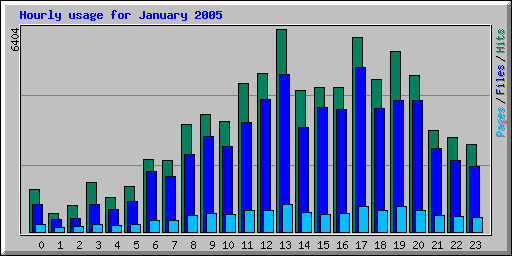 Hourly usage for January 2005
6404
Pages / Files / Hits
0 1 2 3 4 5 6 7 8 9 10 11 12 13 14 15 16 17 18 19 20 21 22 23